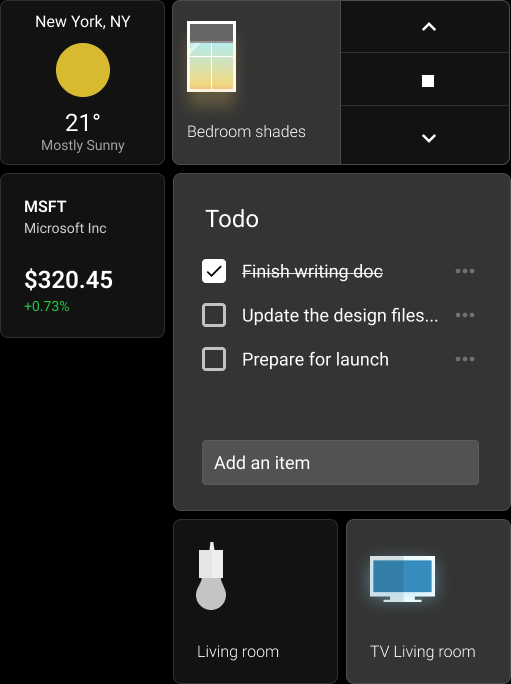 New York, NY
21°
Mostly Sunny
Bedroom shades
MSFT
Microsoft Inc
$320.45
+0.73%
Todo
Finish writing doc
Update the design files...
Prepare for launch
Add an item
Living room
TV Living room